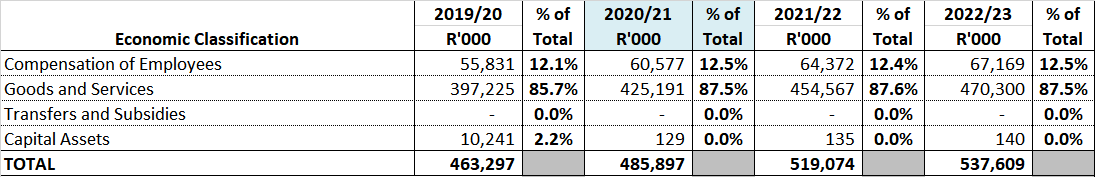 2019/20 % of 2020/21 % of 2021/22 % of 2022/23 % of
Economic Classification R'000 Total R'000 Total R'000 Total R'000 Total
Compensation of Employees 55,831 12.1% 60,577 12.5% 64,372 12.4% 67,169 12.5%
Goods and Services 397,225 85.7% 425,191 87.5% 454,567 87.6% 470,300 87.5%
Transfers and Subsidies - 0.0% - 0.0% - 0.0% - 0.0%
Capital Assets 10,241 2.2% 129 0.0% 135 0.0% 140 0.0%
TOTAL 463,297 485,897 519,074 537,609